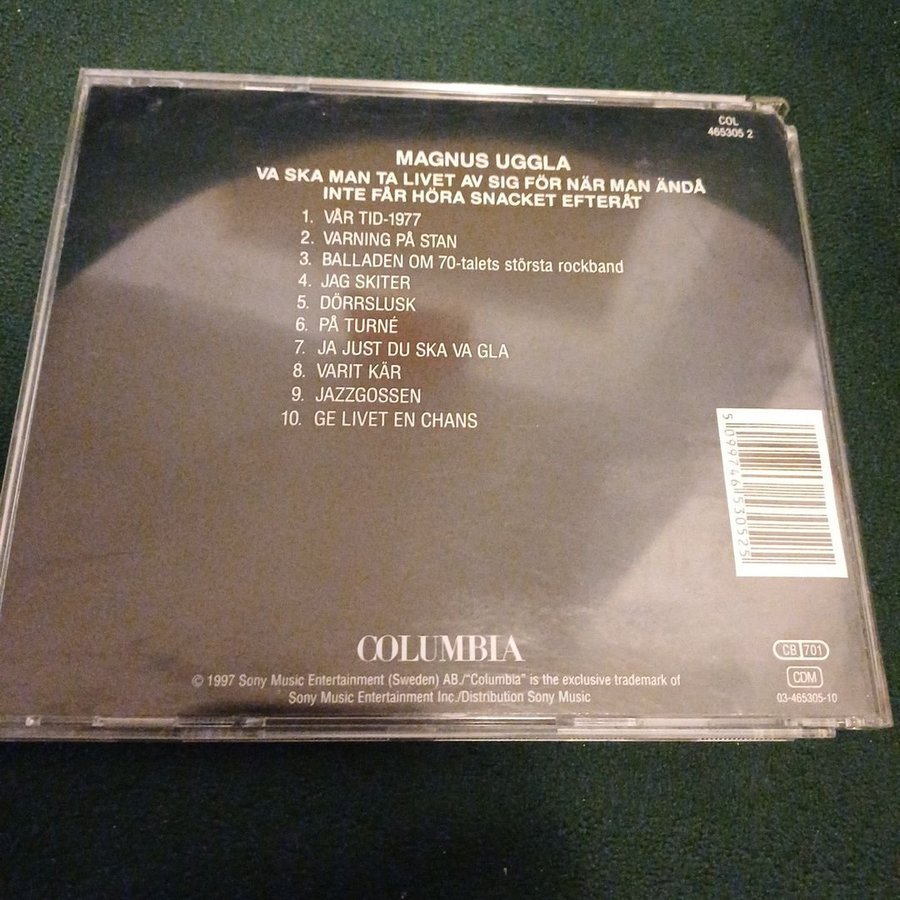 COL
465305 2
MAGNUS UGGLA
VA SKA MAN TA LIVET AV SIG FÖR NÄR MAN ÄNDÅ
INTE FÅR HÖRA SNACKET EFTERÅT
1. VÅR TID-1977
2. VARNING PÅ STAN
3. BALLADEN OM 70-talets största rockband
4. JAG SKITER
5. DÖRRSLUSK
6. PÅ TURNÉ
7. JA JUST DU SKA VA GLA
8. VARIT KÄR
9. JAZZGOSSEN
10. GE LIVET EN CHANS
5099746530525
COLUMBIA
© 1997 Sony Music Entertainment (Sweden) AB./"Columbia" is the exclusive trademark of
Sony Music Entertainment Inc./Distribution Sony Music
CB 701
CDM
03-465305-10